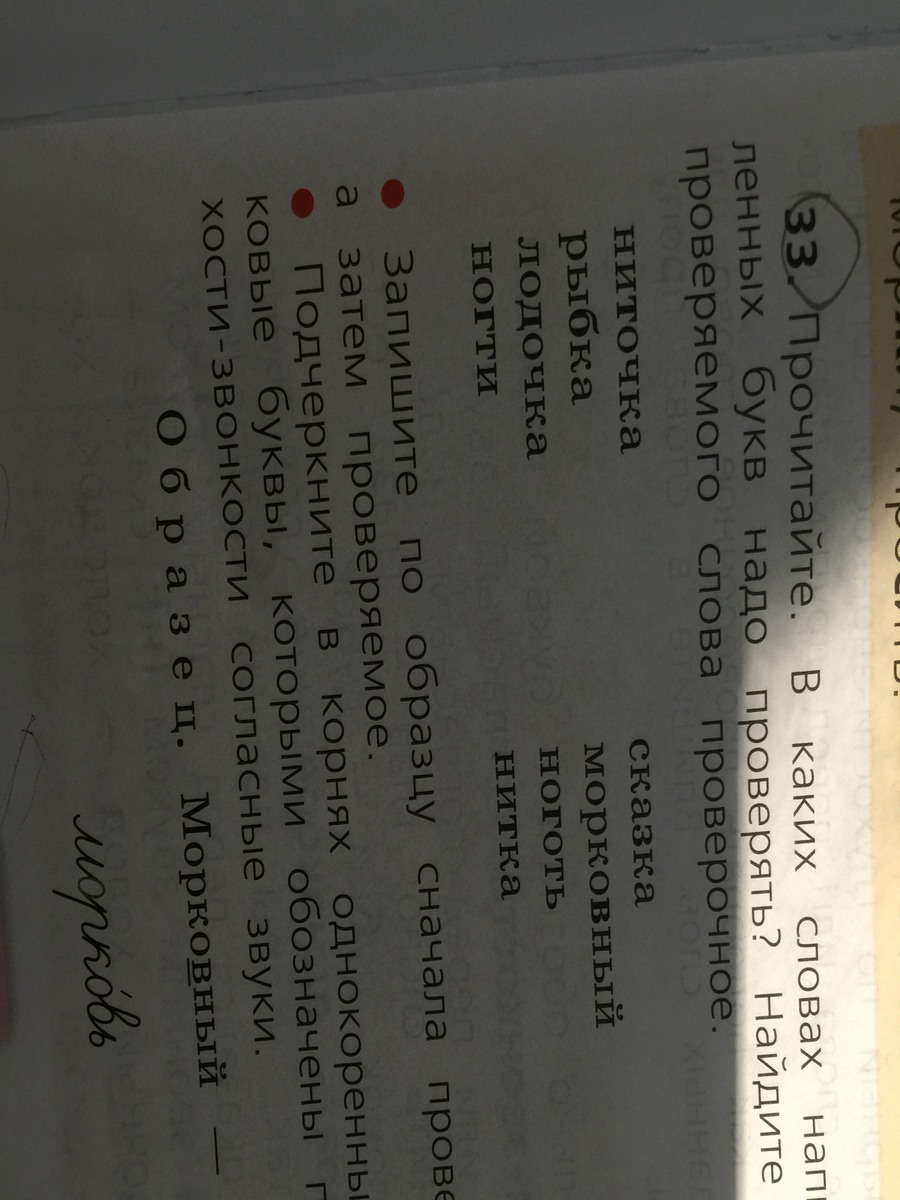 33. Прочитайте. В каких словах
ленных букв надо проверять? Найдите
проверяемого слова проверочное.
ниточка сказка
рыбка морковный
лодочка ноготь
ногти нитка
• Запишите по образцу сначала
а затем проверяемое.
• Подчеркните в корнях
ковые буквы, которыми обозначены
хости-звонкости согласные звуки.
Образец. Морковный —
морко́вь